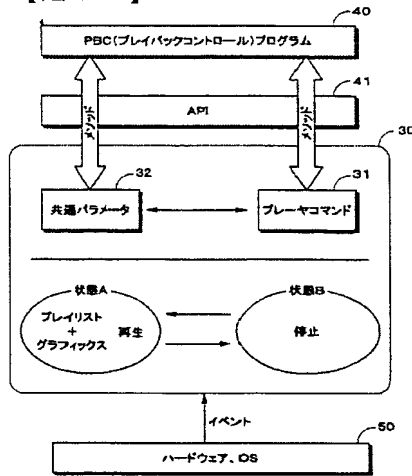 40
PBC(プレイバックコントロール)プログラム
41
API
メソッド
メソッド
30
32
31
共通パラメータ
プレーヤコマンド
状態A
状態B
プレイリスト
+
グラフィックス
再生
停止
イベント
50
ハードウェア、OS